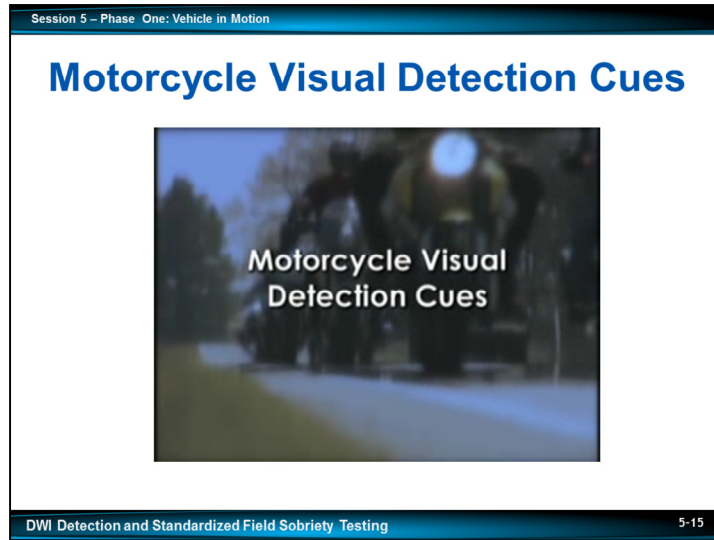 Session 5 – Phase One: Vehicle in Motion
Motorcycle Visual Detection Cues
Motorcycle Visual
Detection Cues
DWI Detection and Standardized Field Sobriety Testing
5-15